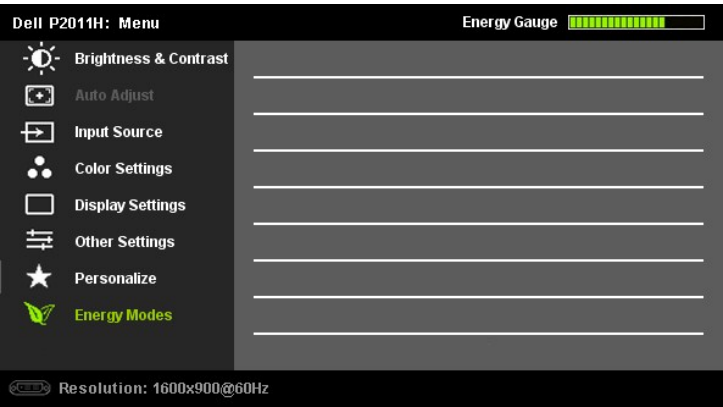 Dell P2011H: Menu
Energy Gauge
Brightness & Contrast
Auto Adjust
Input Source
Color Settings
Display Settings
Other Settings
Personalize
Energy Modes
Resolution: 1600x900@60Hz